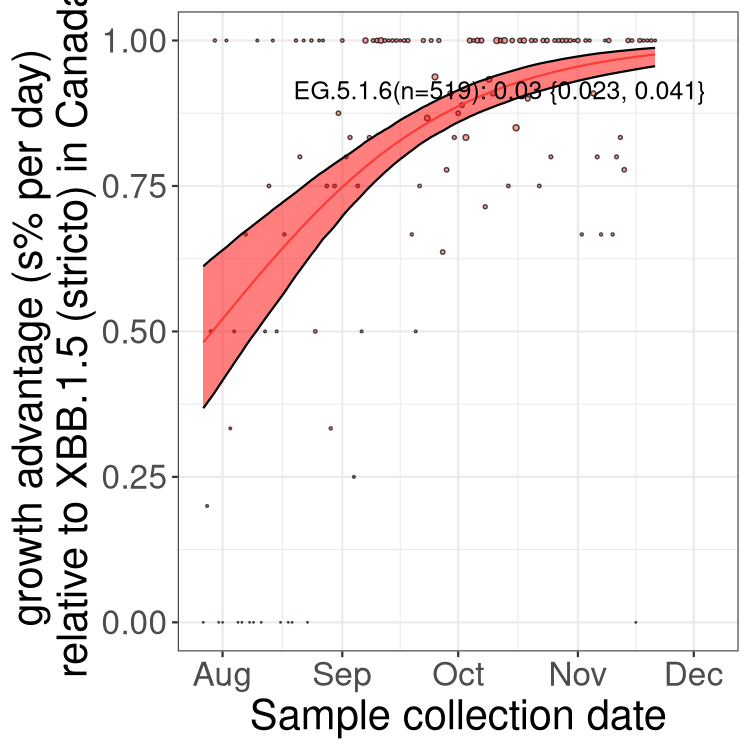 growth advantage (s% per day)
relative to XBB.1.5 (stricto) in Canada
1.00
0.75
0.50
0.25
0.00
EG.5.1.6(n=519): 0.03 {0.023, 0.041}
Aug Sep Oct Nov Dec
Sample collection date